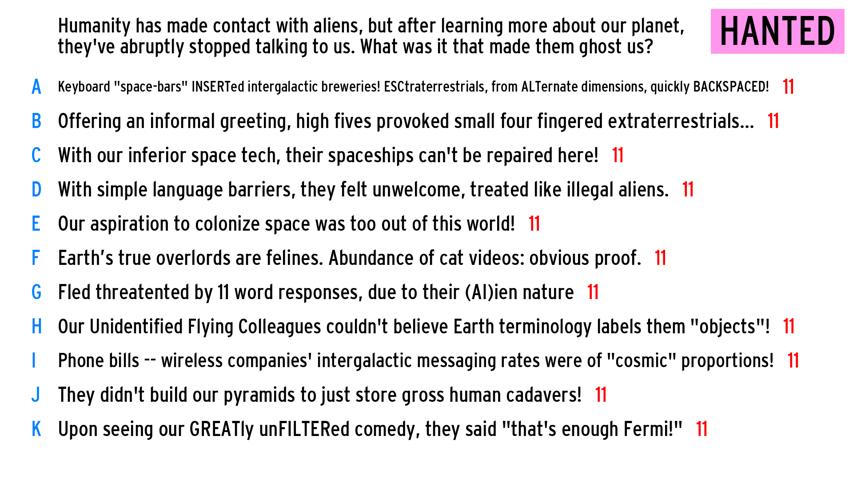 Humanity has made contact with aliens, but after learning more about our planet,
they've abruptly stopped talking to us. What was it that made them ghost us?
HANTED
A Keyboard "space-bars" INSERTed intergalactic breweries! ESCtraterrestrials, from ALTernate dimensions, quickly BACKSPACED! 11
B Offering an informal greeting, high fives provoked small four fingered extraterrestrials... 11
C With our inferior space tech, their spaceships can't be repaired here! 11
D With simple language barriers, they felt unwelcome, treated like illegal aliens. 11
E Our aspiration to colonize space was too out of this world! 11
F Earth’s true overlords are felines. Abundance of cat videos: obvious proof. 11
G Fled threatented by 11 word responses, due to their (AI)ien nature 11
H Our Unidentified Flying Colleagues couldn't believe Earth terminology labels them "objects"! 11
I Phone bills -- wireless companies' intergalactic messaging rates were of "cosmic" proportions! 11
J They didn't build our pyramids to just store gross human cadavers! 11
K Upon seeing our GREATly unFILTERed comedy, they said "that's enough Fermi!" 11